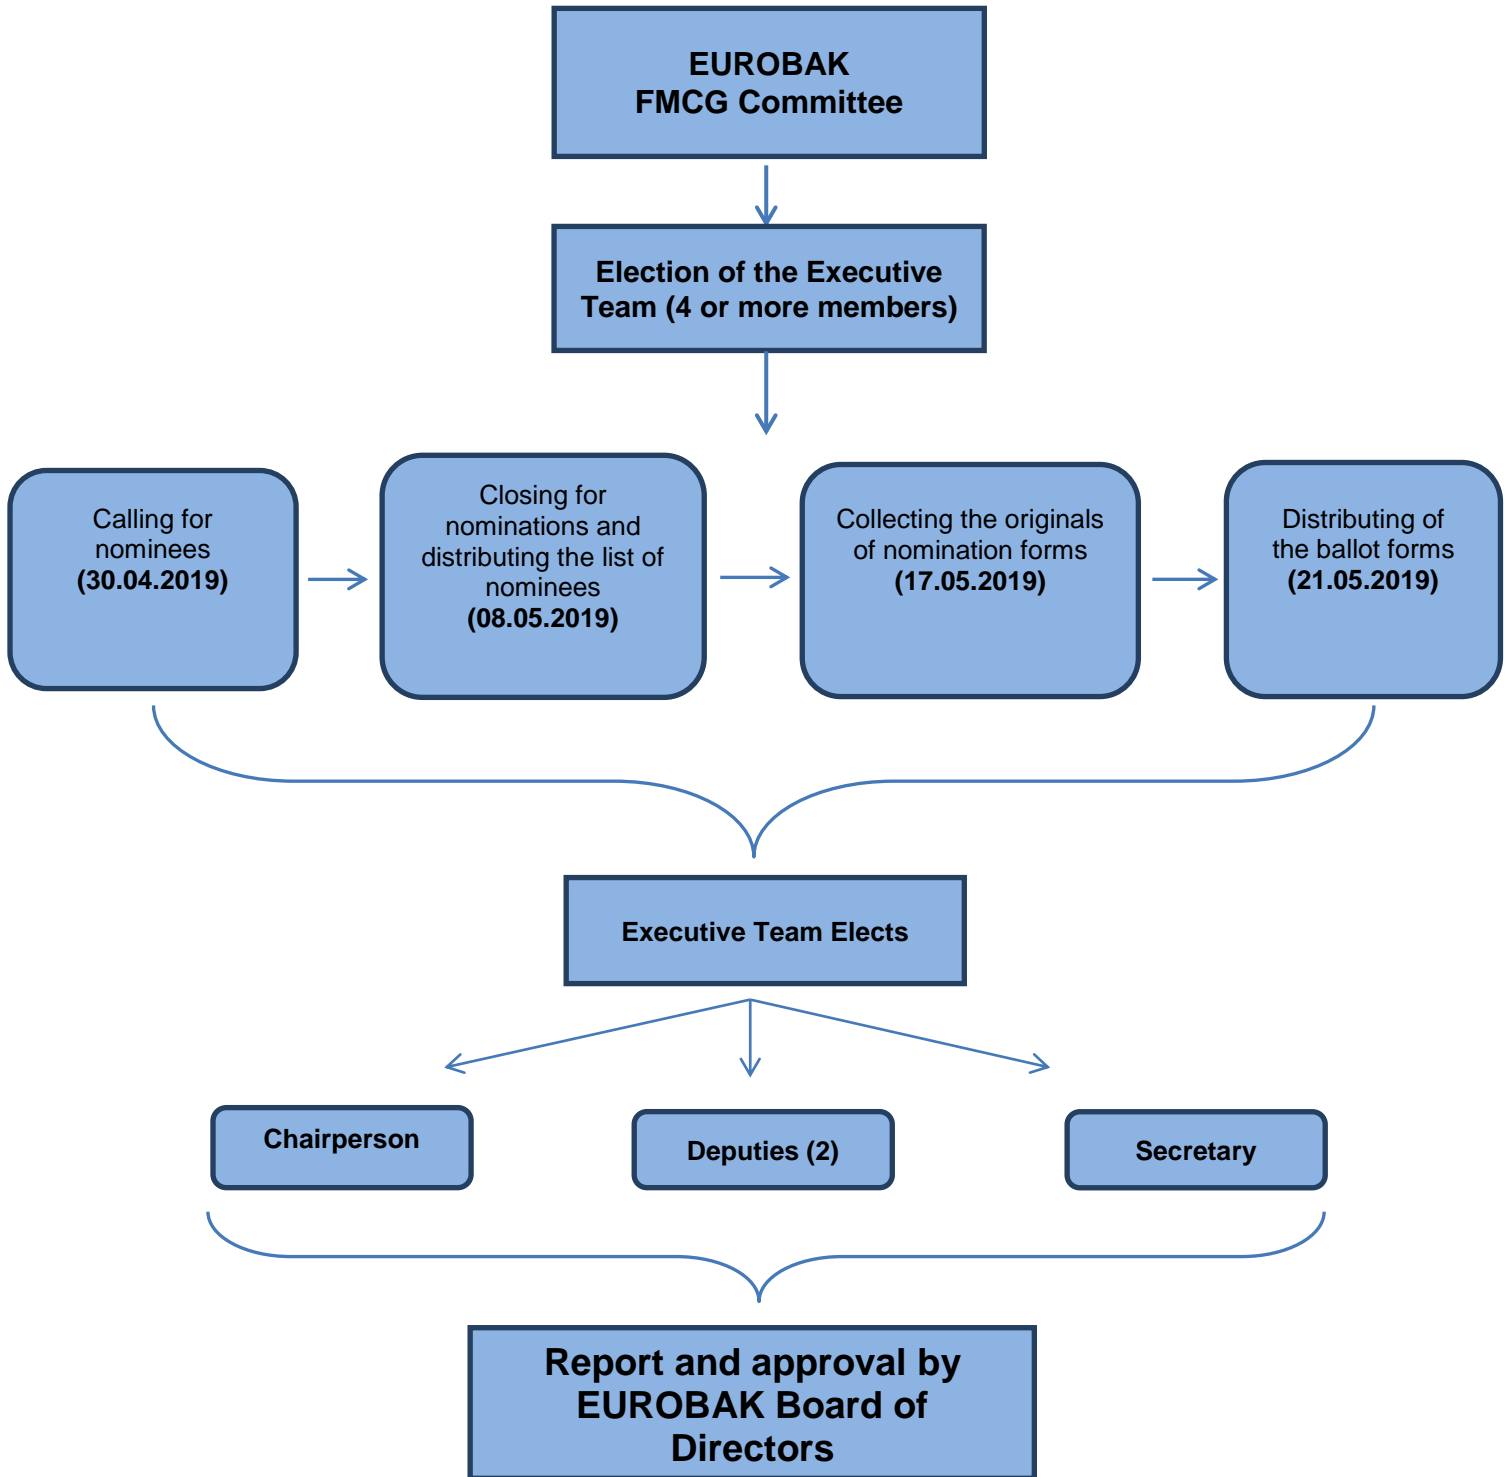 EUROBAK
FMCG Committee
Election of the Executive
Team (4 or more members)
Calling for
nominees
(30.04.2019)
Closing for
nominations and
distributing the list of
nominees
(08.05.2019)
Collecting the originals
of nomination forms
(17.05.2019)
Distributing of
the ballot forms
(21.05.2019)
Executive Team Elects
Chairperson
Deputies (2)
Secretary
Report and approval by
EUROBAK Board of
Directors